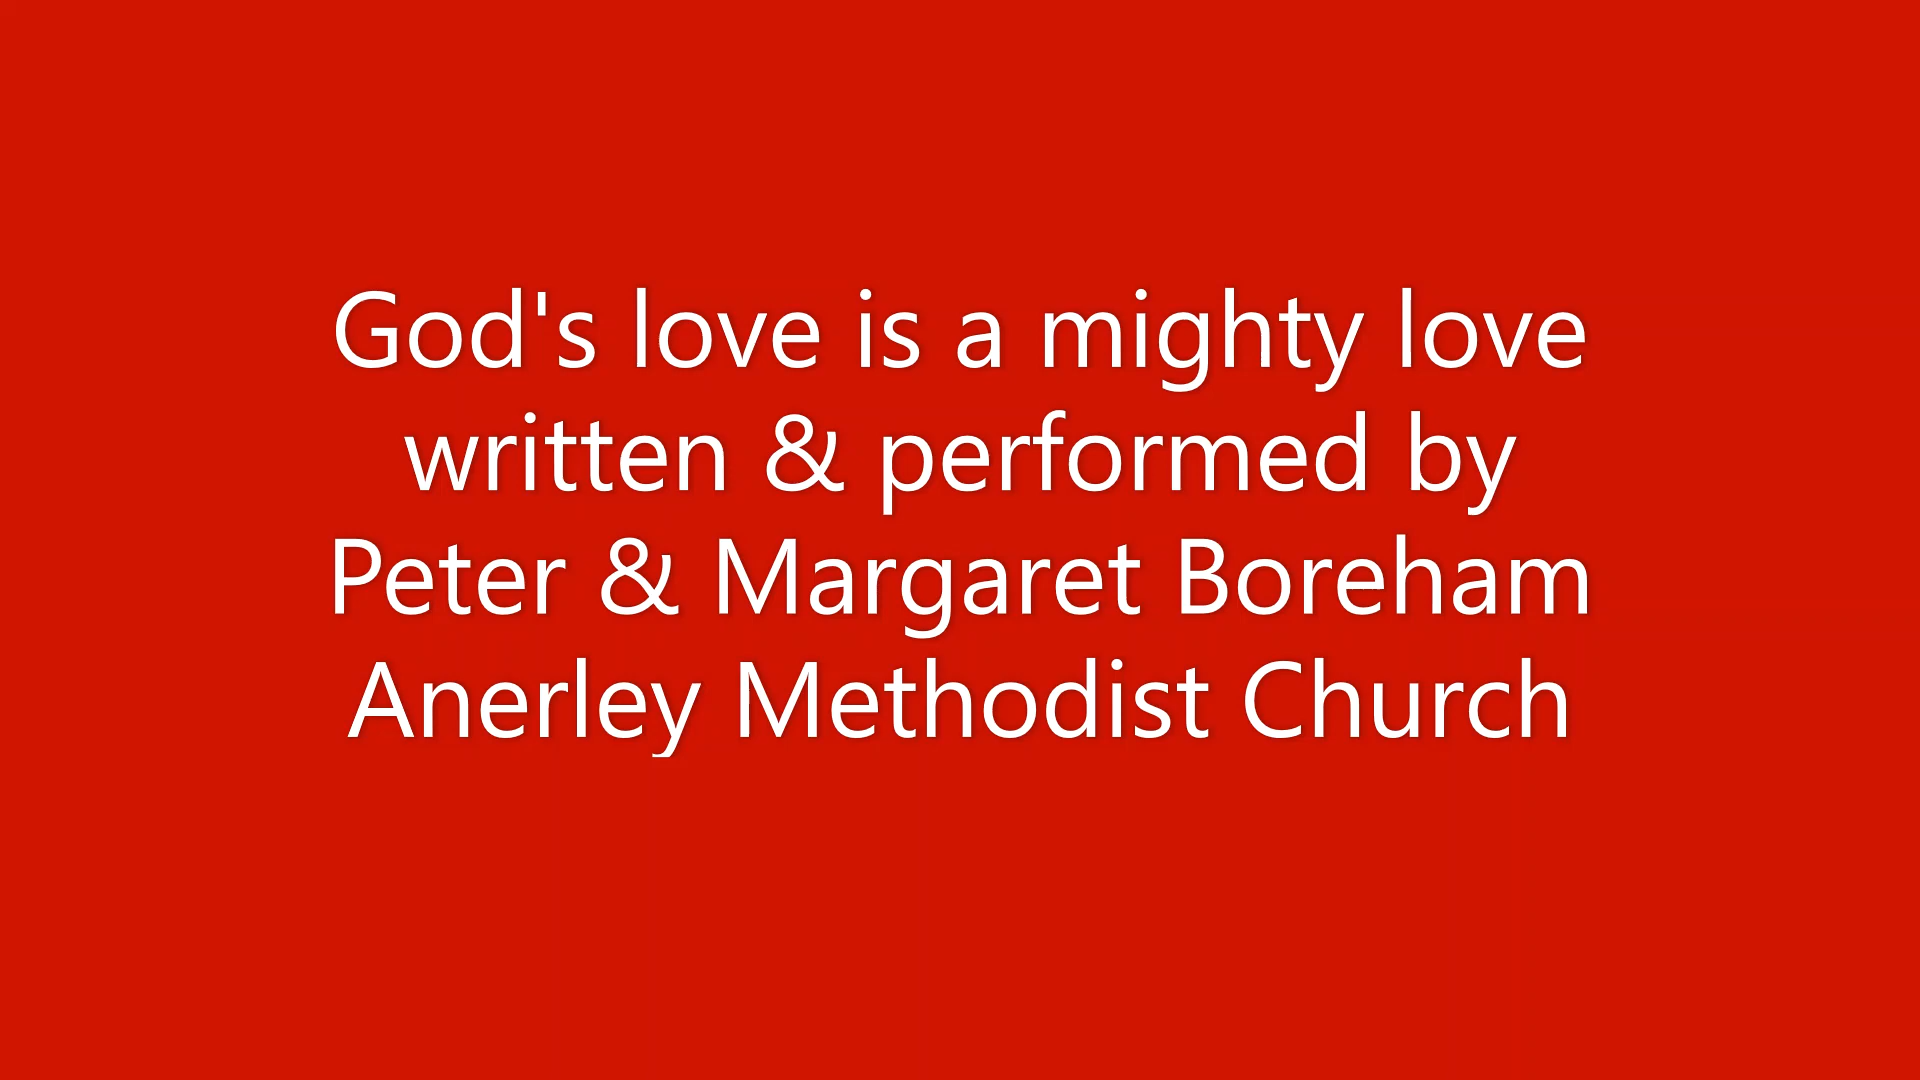 God's love is a mighty love
written & performed by
Peter & Margaret Boreham
Anerley Methodist Church